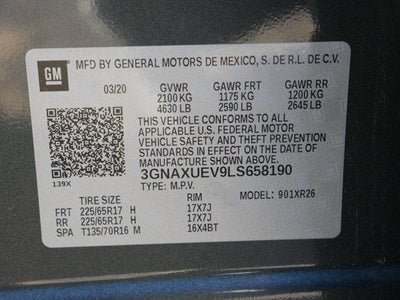 GM MFD BY GENERAL MOTORS DE MEXICO, S. DE R.L. DE C.V.
03/20 GVWR GAWR FRT GAWR RR
2100 KG 1175 KG 1200 KG
4630 LB 2590 LB 2645 LB
THIS VEHICLE CONFORMS TO ALL
APPLICABLE U.S. FEDERAL MOTOR
VEHICLE SAFETY AND THEFT PREVENTION
STANDARDS IN EFFECT ON THE DATE OF
MANUFACTURE SHOWN ABOVE.
139X
3GNAXUEV9LS658190
TYPE: M.P.V. MODEL: 901XR26
TIRE SIZE RIM
FRT 225/65R17 H 17X7J
RR 225/65R17 H 17X7J
SPA T135/70R16 M 16X4BT